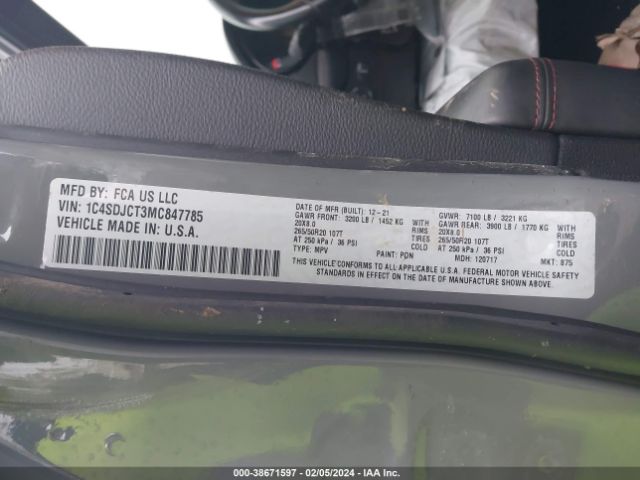 MFD BY: FCA US LLC
VIN: 1C4SDJCT3MC847785
VEHICLE MADE IN: U.S.A.
DATE OF MFR (BUILT): 12-21 GVWR: 7100 LB / 3221 KG
GAWR FRONT: 3200 LB / 1452 KG GAWR REAR: 3900 LB / 1770 KG
20X8.0 RIMS 20X8.0 RIMS
265/50R20 107T TIRES 265/50R20 107T TIRES
AT 250 kPa / 36 PSI COLD AT 250 kPa / 36 PSI COLD
TYPE: MPV PAINT: PDN MDH: 120717 MKT: 875
THIS VEHICLE CONFORMS TO ALL APPLICABLE U.S.A. FEDERAL MOTOR VEHICLE SAFETY
STANDARDS IN EFFECT ON THE DATE OF MANUFACTURE SHOWN ABOVE.
IAA
000-38671597 - 02/05/2024 - IAA Inc.